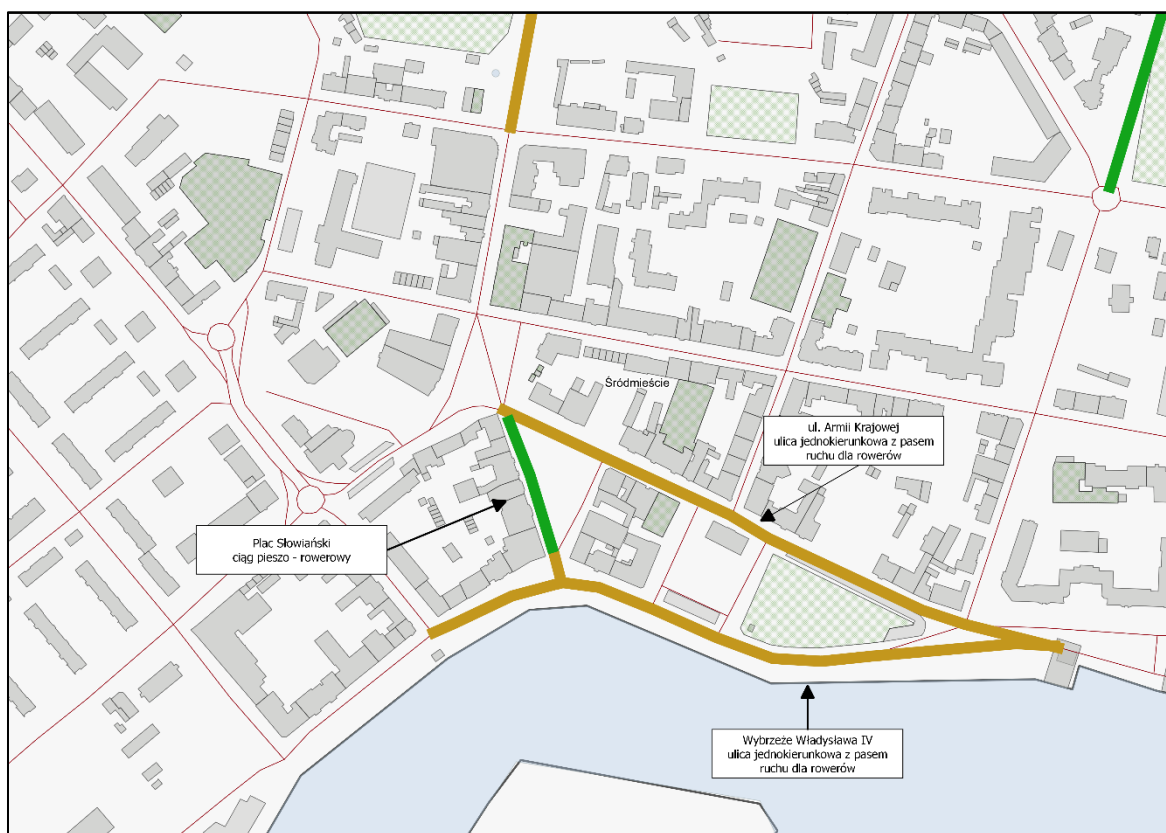 Śródmieście
ul. Armii Krajowej
ulica jednokierunkowa z pasem
ruchu dla rowerów
Plac Słowiański
ciąg pieszo - rowerowy
Wybrzeże Władysława IV
ulica jednokierunkowa z pasem
ruchu dla rowerów